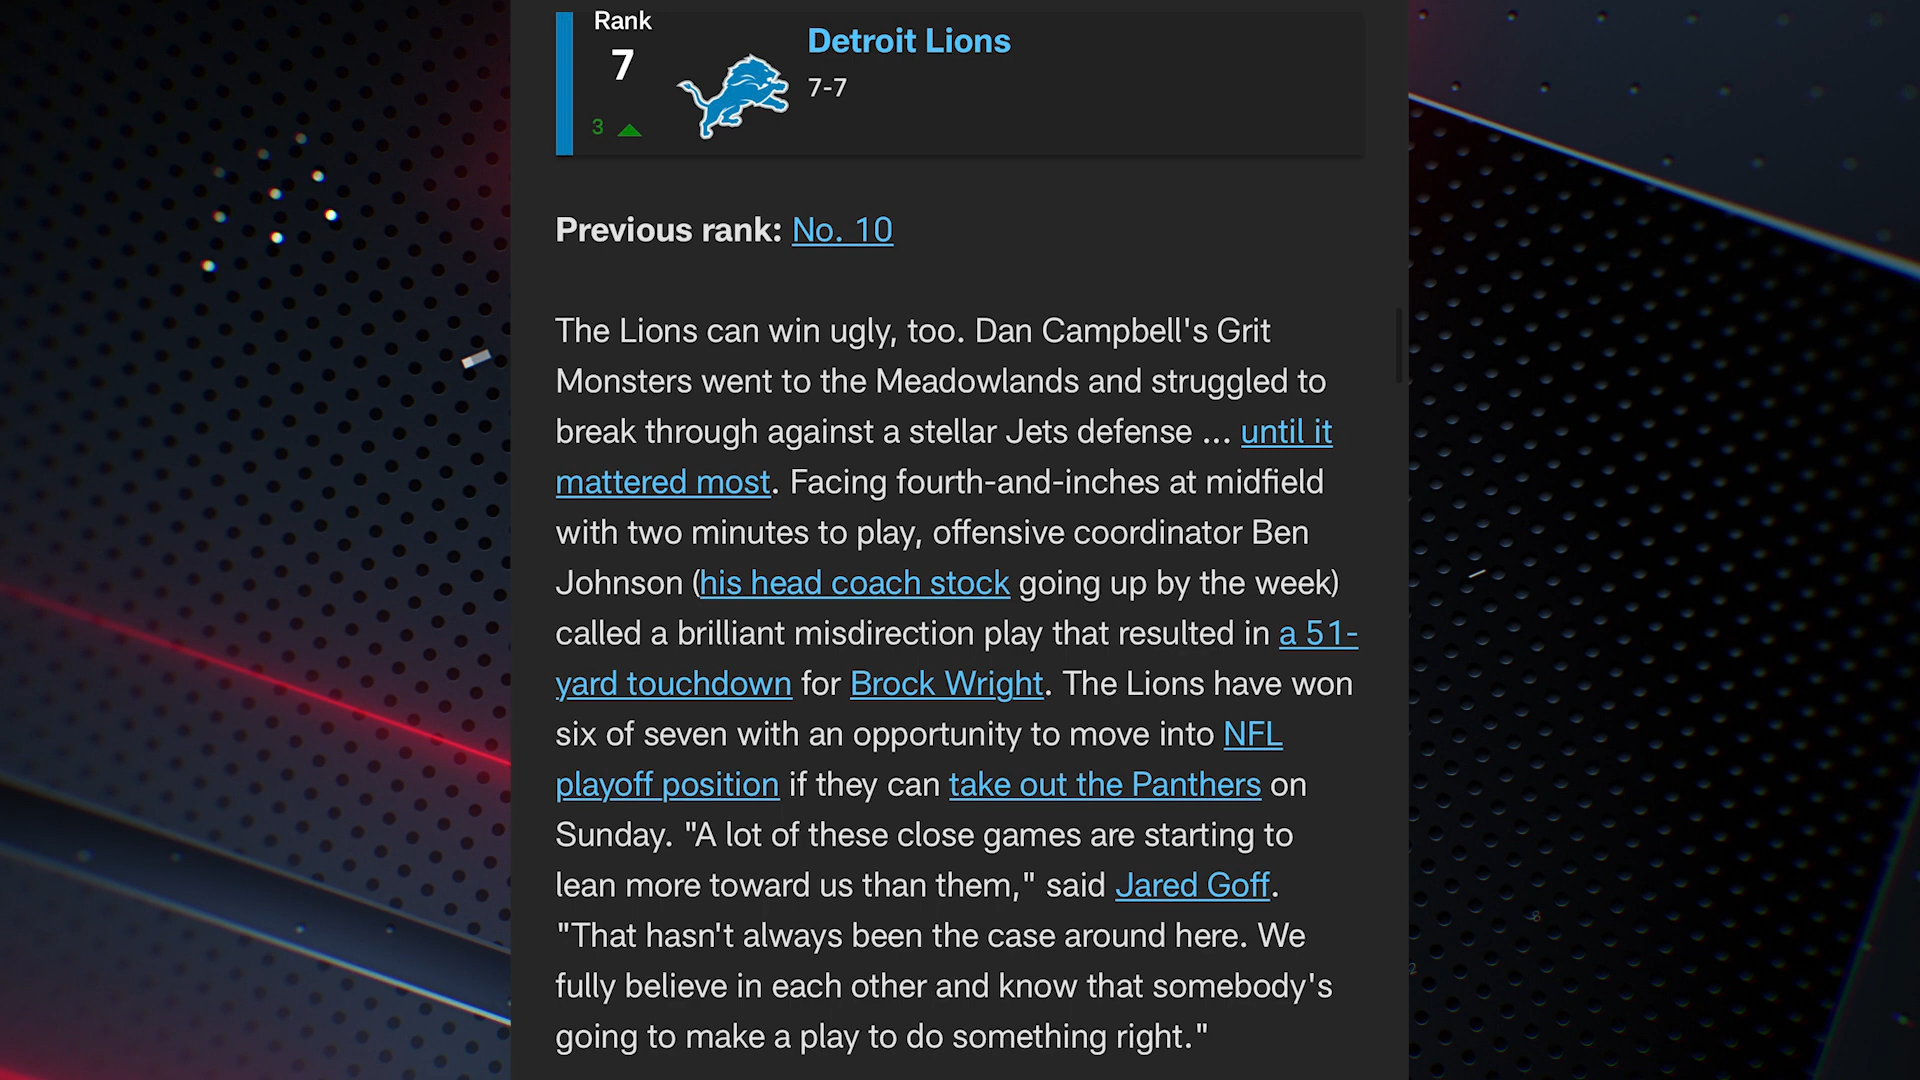 Rank
7
3
Detroit Lions
7-7
Previous rank: No. 10
The Lions can win ugly, too. Dan Campbell's Grit
Monsters went to the Meadowlands and struggled to
break through against a stellar Jets defense ... until it
mattered most. Facing fourth-and-inches at midfield
with two minutes to play, offensive coordinator Ben
Johnson (his head coach stock going up by the week)
called a brilliant misdirection play that resulted in a 51-
yard touchdown for Brock Wright. The Lions have won
six of seven with an opportunity to move into NFL
playoff position if they can take out the Panthers on
Sunday. "A lot of these close games are starting to
lean more toward us than them," said Jared Goff.
"That hasn't always been the case around here. We
fully believe in each other and know that somebody's
going to make a play to do something right."